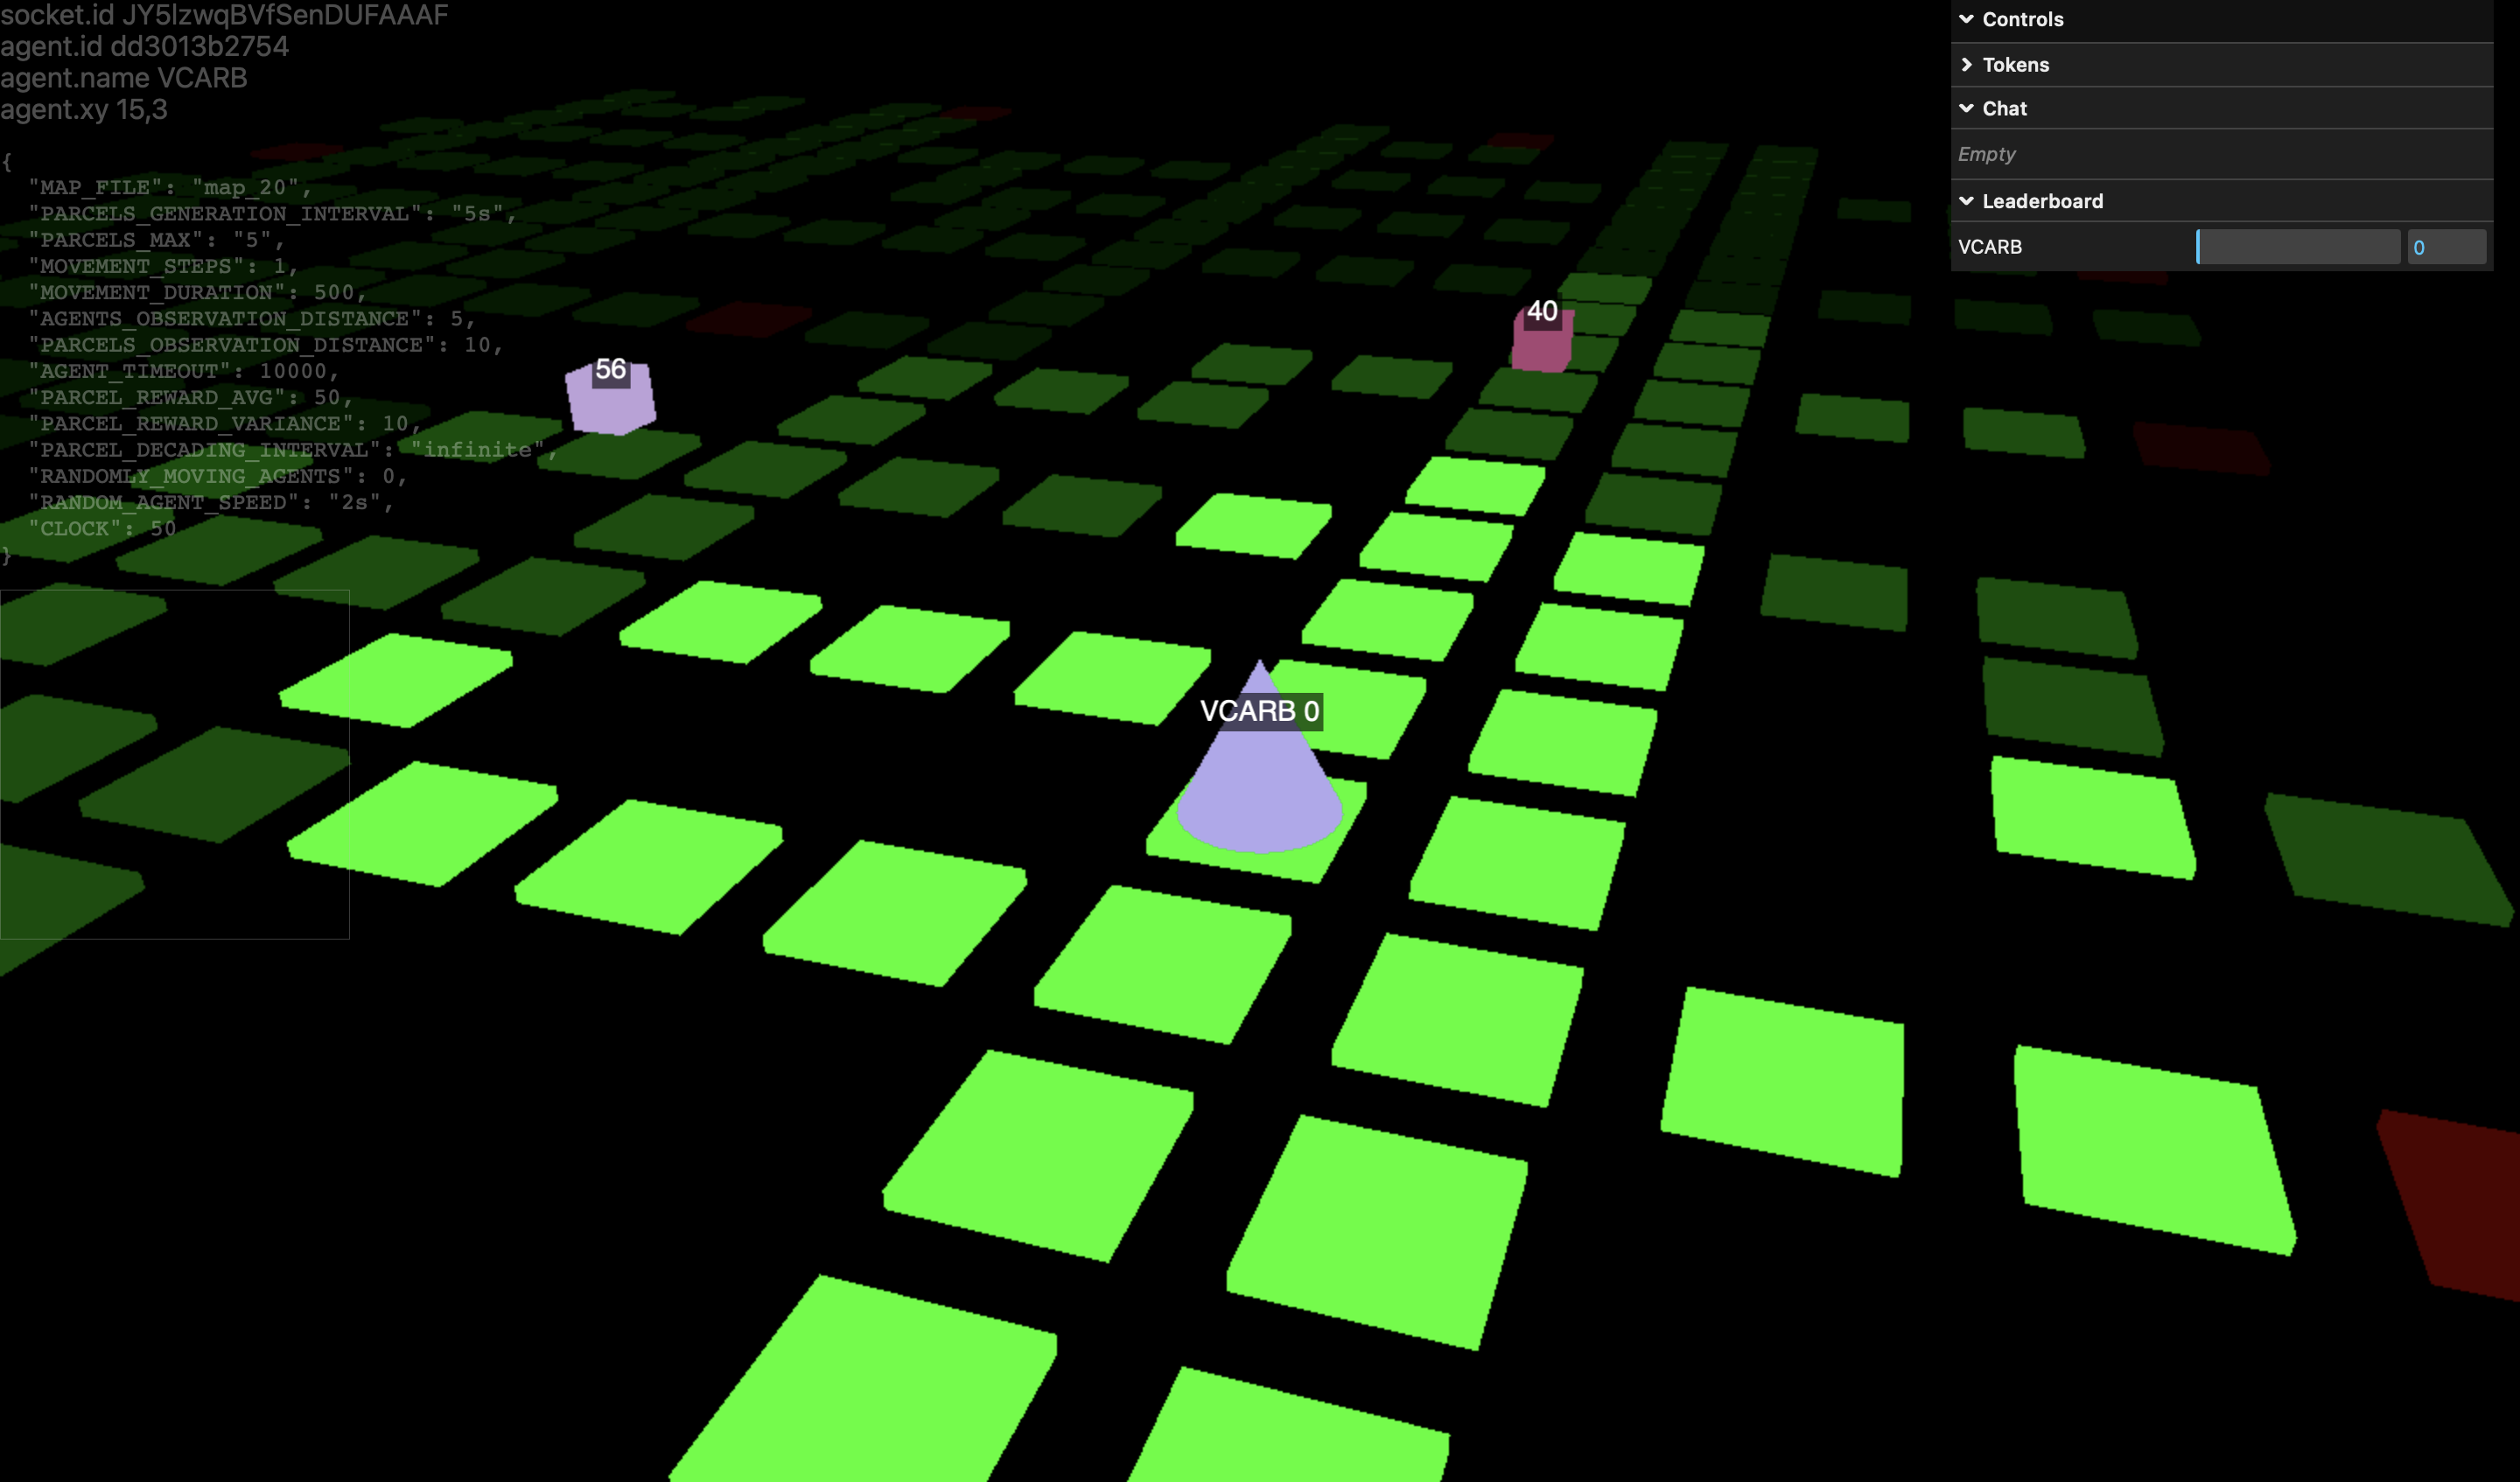 socket.id JY5lzwqBVfSenDUFAAAF
agent.id dd3013b2754
agent.name VCARB
agent.xy 15,3
{
"MAP_FILE": "map_20",
"PARCELS_GENERATION_INTERVAL": "5s",
"PARCELS_MAX": "5",
"MOVEMENT_STEPS": 1,
"MOVEMENT_DURATION": 500,
"AGENTS_OBSERVATION_DISTANCE": 5,
"PARCELS_OBSERVATION_DISTANCE": 10,
"AGENT_TIMEOUT": 10000,
"PARCEL_REWARD_AVG": 50,
"PARCEL_REWARD_VARIANCE": 10,
"PARCEL_DECADING_INTERVAL": "infinite",
"RANDOMLY_MOVING_AGENTS": 0,
"RANDOM_AGENT_SPEED": "2s",
"CLOCK": 50
}
56
40
VCARB 0
Controls
Tokens
Chat
Empty
Leaderboard
VCARB 0